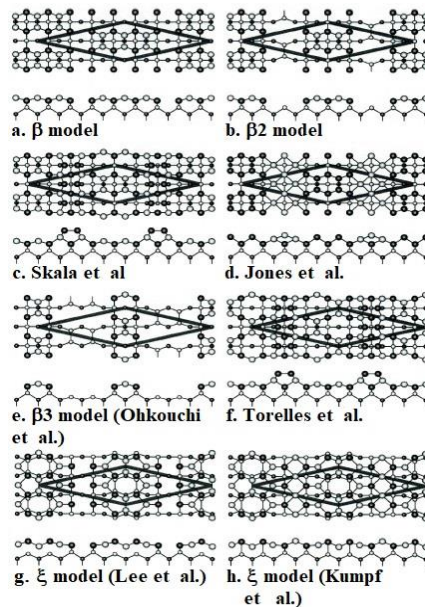 a. β model
b. β2 model
c. Skala et al
d. Jones et al.
e. β3 model (Ohkouchi
et al.)
f. Torelles et al.
g. ξ model (Lee et al.)
h. ξ model (Kumpf
et al.)